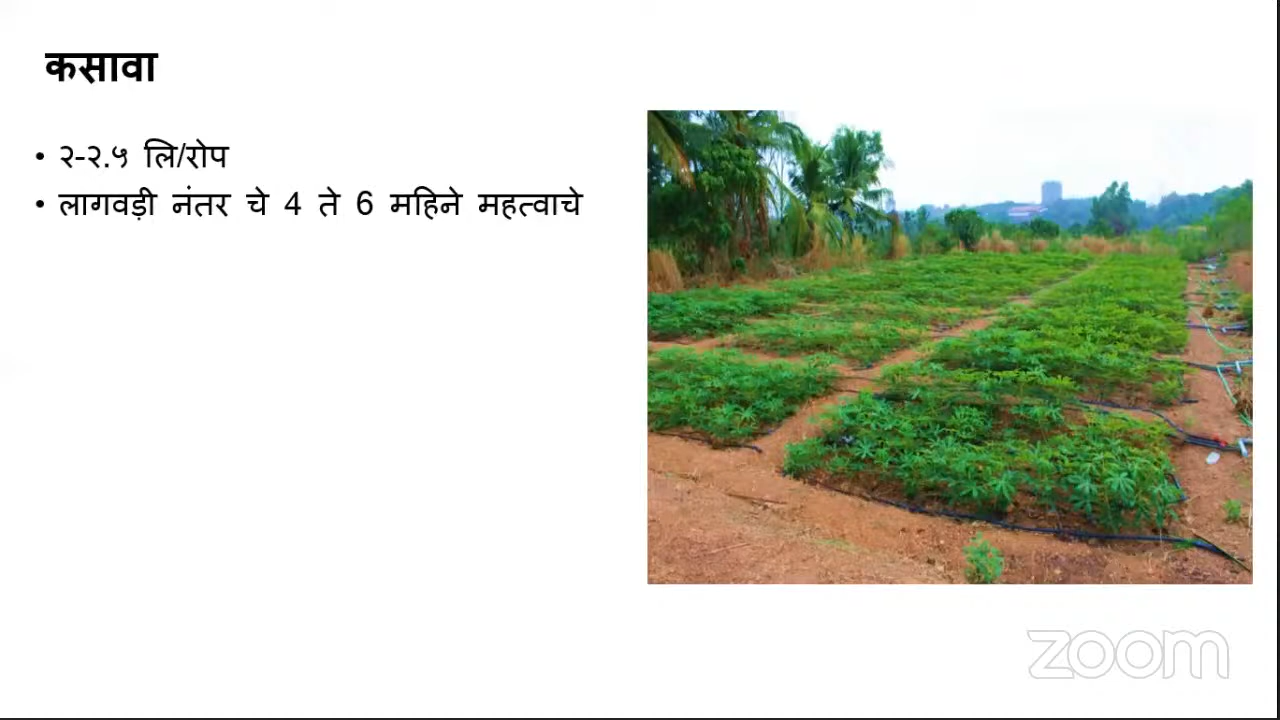 कसावा
• २-२.५ लि/रोप
• लागवड़ी नंतर चे 4 ते 6 महिने महत्वाचे
zoom